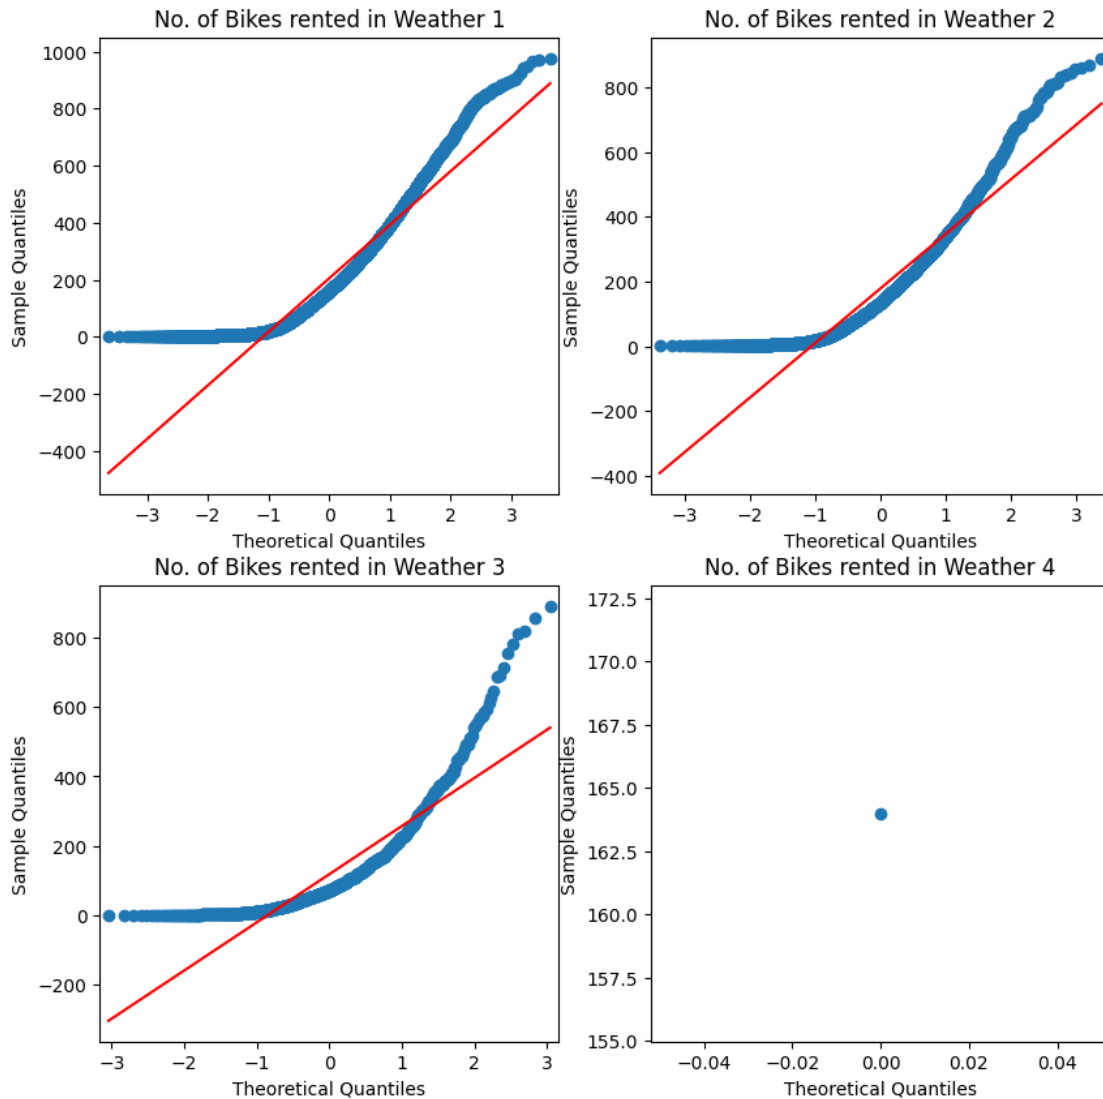 No. of Bikes rented in Weather 1
1000
800
600
400
200
0
−200
−400
Sample Quantiles
−3 −2 −1 0 1 2 3
Theoretical Quantiles
No. of Bikes rented in Weather 2
800
600
400
200
0
−200
−400
Sample Quantiles
−3 −2 −1 0 1 2 3
Theoretical Quantiles
No. of Bikes rented in Weather 3
800
600
400
200
0
−200
Sample Quantiles
−3 −2 −1 0 1 2 3
Theoretical Quantiles
No. of Bikes rented in Weather 4
172.5
170.0
167.5
165.0
162.5
160.0
157.5
155.0
Sample Quantiles
−0.04 −0.02 0.00 0.02 0.04
Theoretical Quantiles